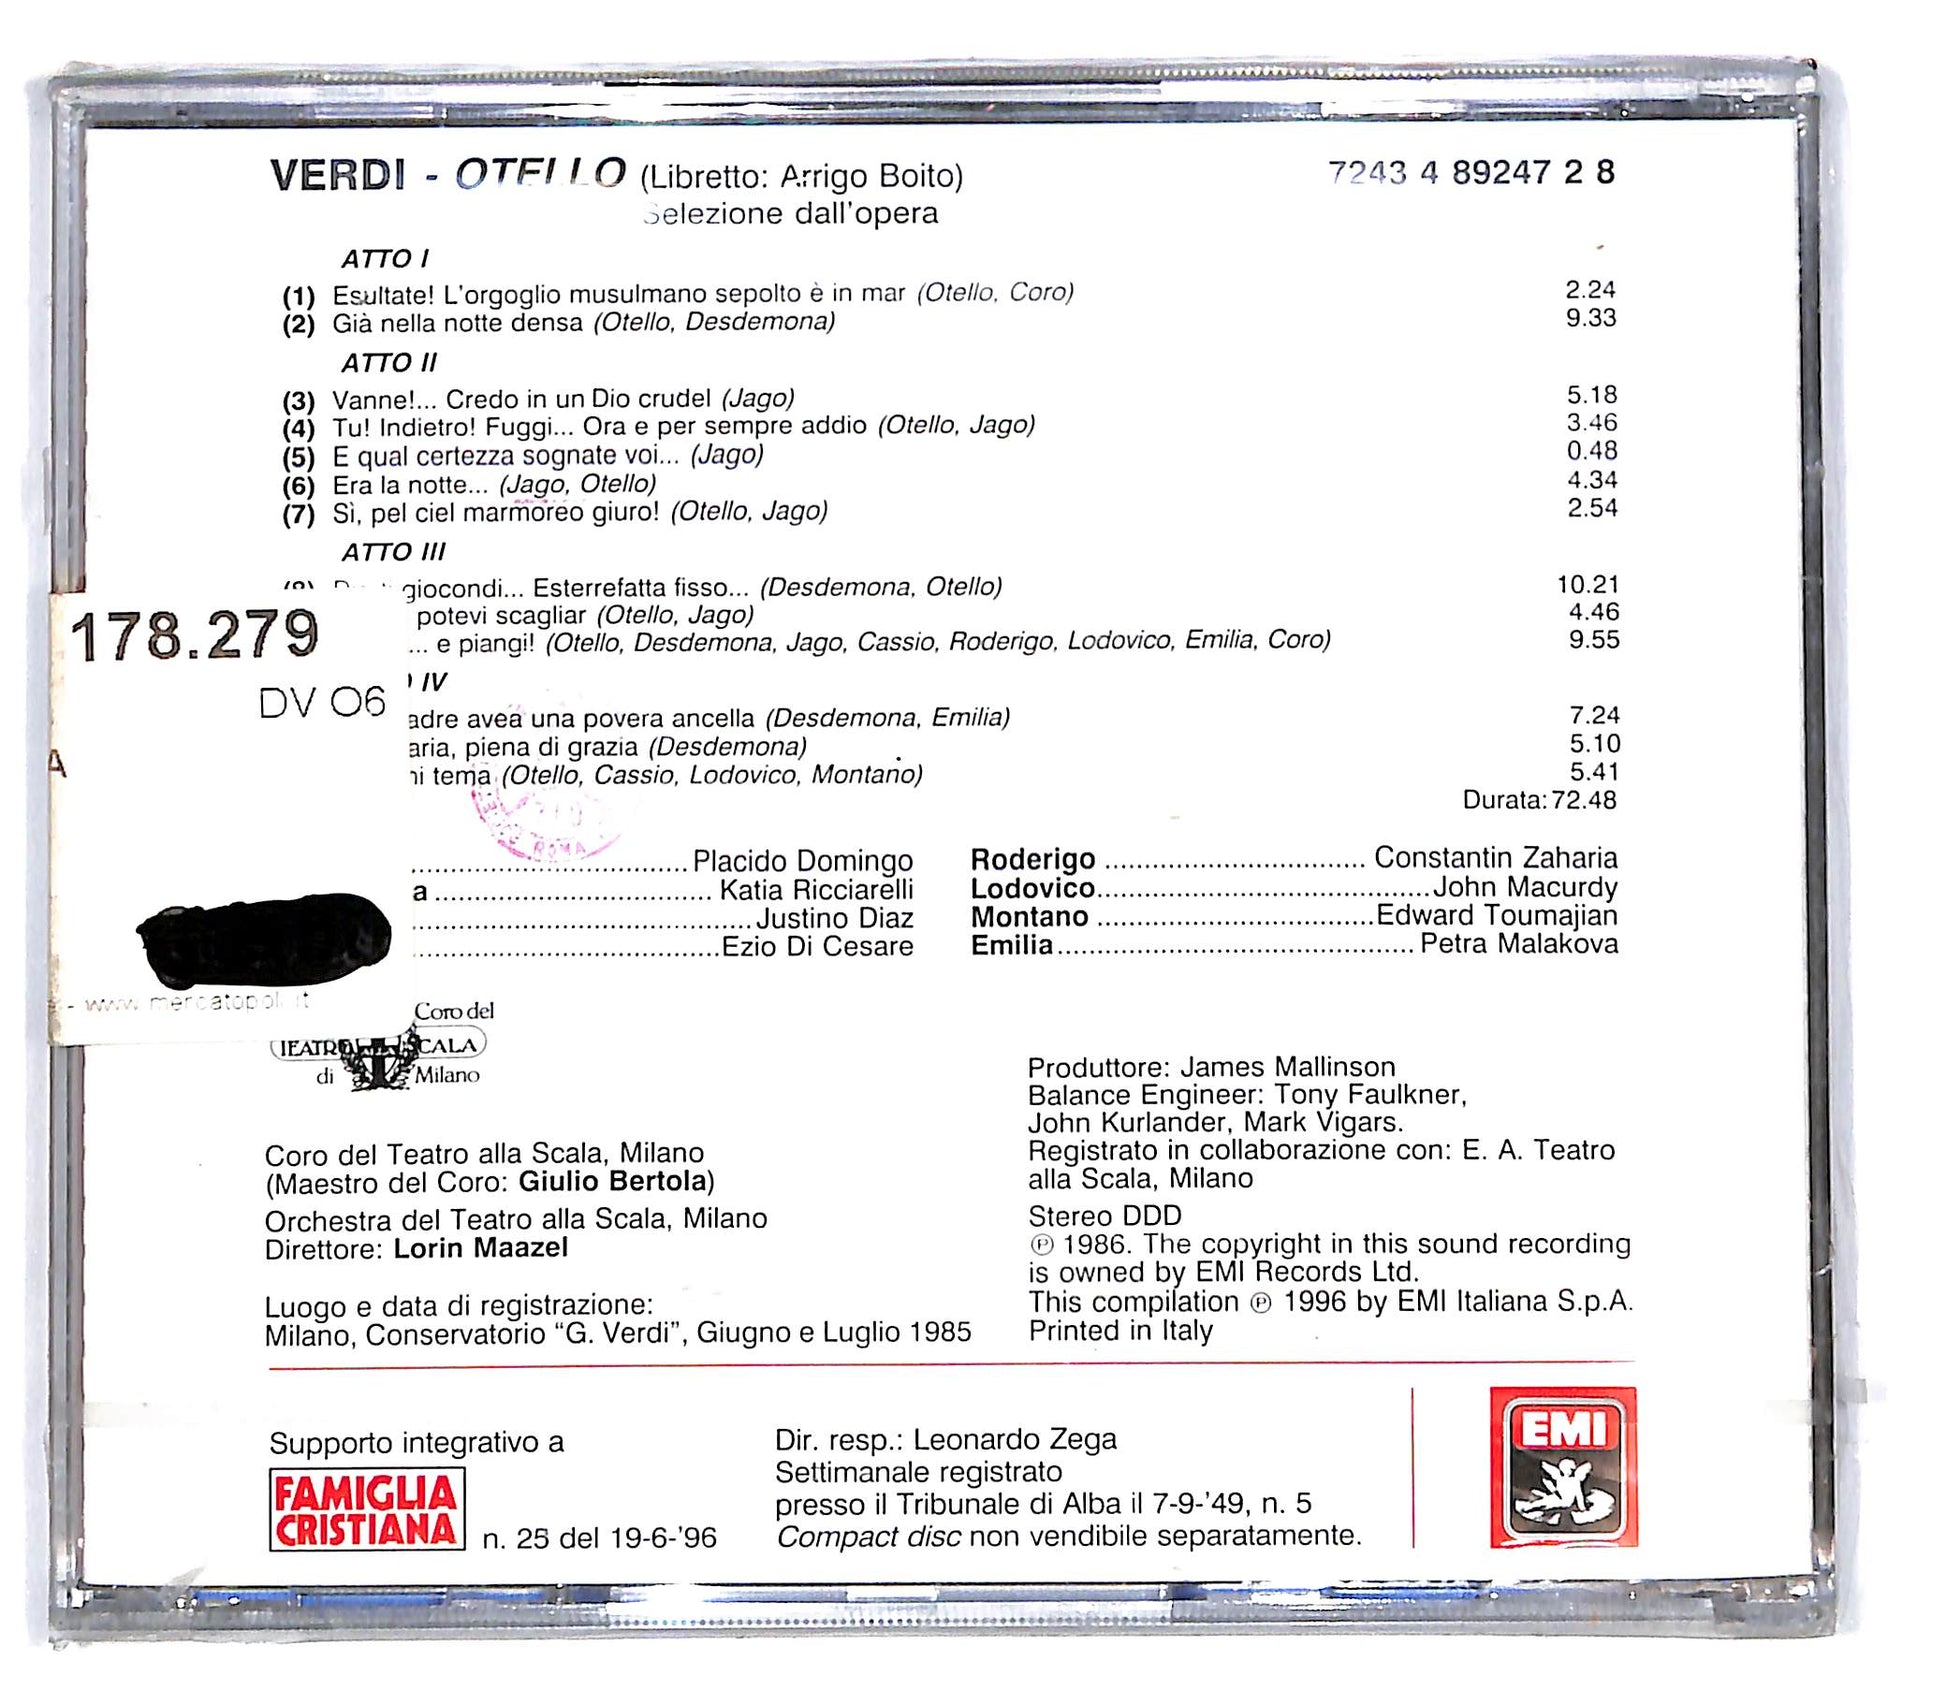 VERDI - OTELLO (Libretto: Arrigo Boito) 7243 4 89247 2 8
Selezione dall'opera
ATTO I
(1) Esultate! L'orgoglio musulmano sepolto è in mar (Otello, Coro) 2.24
(2) Già nella notte densa (Otello, Desdemona) 9.33
ATTO II
(3) Vanne!... Credo in un Dio crudel (Jago) 5.18
(4) Tu! Indietro! Fuggi... Ora e per sempre addio (Otello, Jago) 3.46
(5) E qual certezza sognate voi... (Jago) 0.48
(6) Era la notte... (Jago, Otello) 4.34
(7) Sì, pel ciel marmoreo giuro! (Otello, Jago) 2.54
ATTO III
giocondi... Esterrefatta fisso... (Desdemona, Otello) 10.21
potevi scagliar (Otello, Jago) 4.46
... e piangi! (Otello, Desdemona, Jago, Cassio, Roderigo, Lodovico, Emilia, Coro) 9.55
IV
adre avea una povera ancella (Desdemona, Emilia) 7.24
aria, piena di grazia (Desdemona) 5.10
ni tema (Otello, Cassio, Lodovico, Montano) 5.41
Durata: 72.48
178.279
DV O6
A
- www.mercatopoli.it
ROMA
Placido Domingo
a Katia Ricciarelli
Justino Diaz
Ezio Di Cesare
Roderigo Constantin Zaharia
Lodovico John Macurdy
Montano Edward Toumajian
Emilia Petra Malakova
Coro del
TEATRO SCALA
di Milano
Coro del Teatro alla Scala, Milano
(Maestro del Coro: Giulio Bertola)
Orchestra del Teatro alla Scala, Milano
Direttore: Lorin Maazel
Luogo e data di registrazione:
Milano, Conservatorio “G. Verdi”, Giugno e Luglio 1985
Produttore: James Mallinson
Balance Engineer: Tony Faulkner,
John Kurlander, Mark Vigars.
Registrato in collaborazione con: E. A. Teatro
alla Scala, Milano
Stereo DDD
℗ 1986. The copyright in this sound recording
is owned by EMI Records Ltd.
This compilation ℗ 1996 by EMI Italiana S.p.A.
Printed in Italy
Supporto integrativo a
FAMIGLIA
CRISTIANA
n. 25 del 19-6-'96
Dir. resp.: Leonardo Zega
Settimanale registrato
presso il Tribunale di Alba il 7-9-'49, n. 5
Compact disc non vendibile separatamente.
EMI